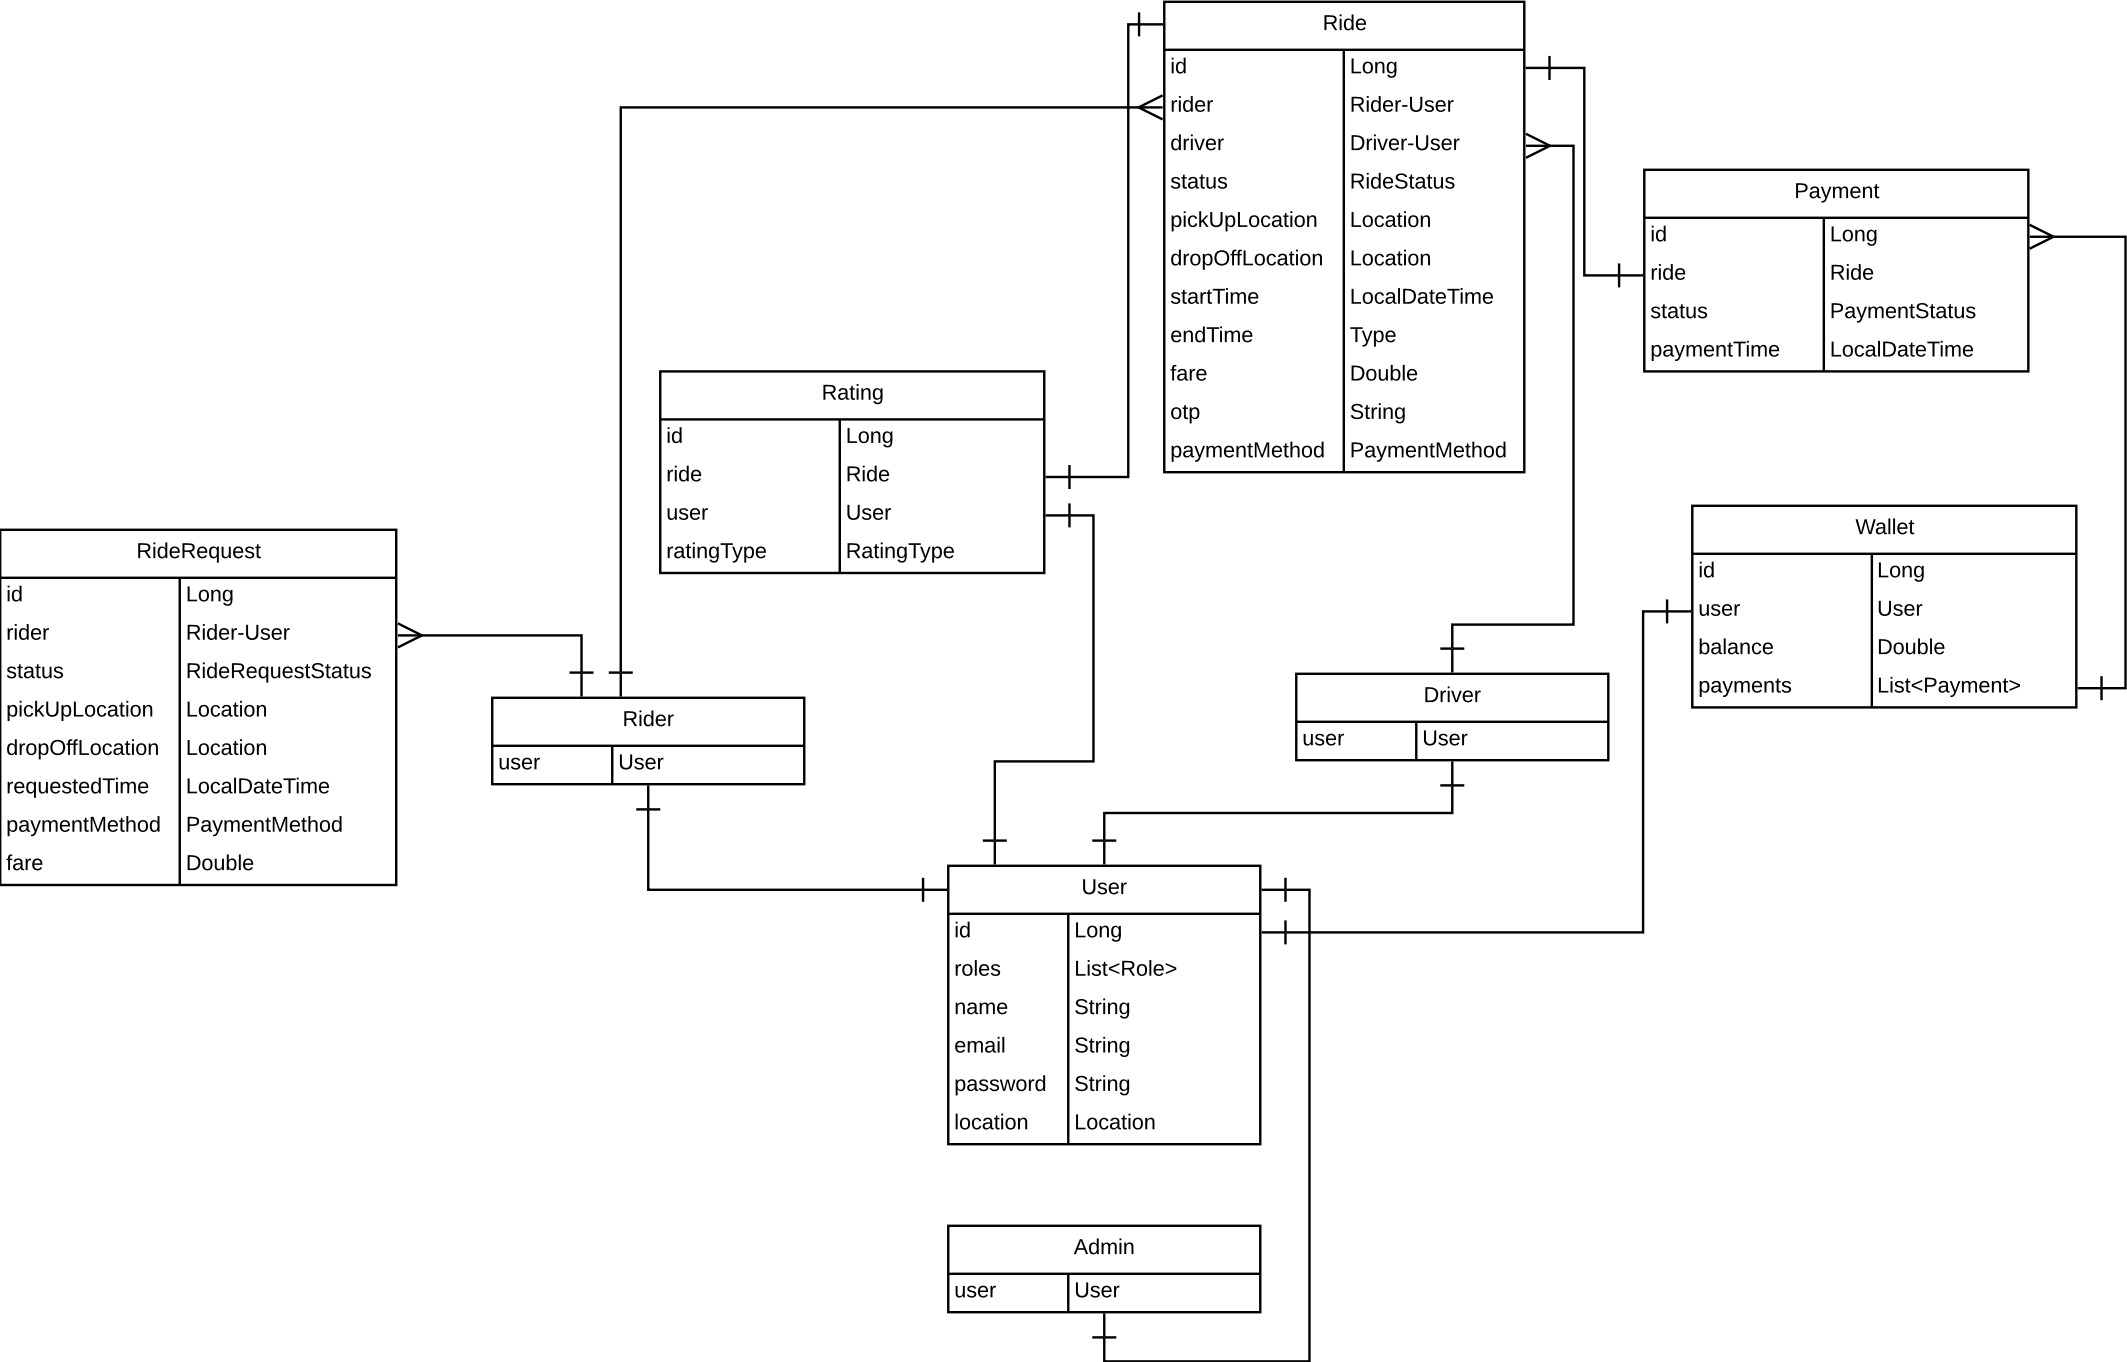 Ride
id Long
rider Rider-User
driver Driver-User
status RideStatus
pickUpLocation Location
dropOffLocation Location
startTime LocalDateTime
endTime Type
fare Double
otp String
paymentMethod PaymentMethod
Payment
id Long
ride Ride
status PaymentStatus
paymentTime LocalDateTime
Rating
id Long
ride Ride
user User
ratingType RatingType
RideRequest
id Long
rider Rider-User
status RideRequestStatus
pickUpLocation Location
dropOffLocation Location
requestedTime LocalDateTime
paymentMethod PaymentMethod
fare Double
Wallet
id Long
user User
balance Double
payments List<Payment>
Rider
user User
Driver
user User
User
id Long
roles List<Role>
name String
email String
password String
location Location
Admin
user User